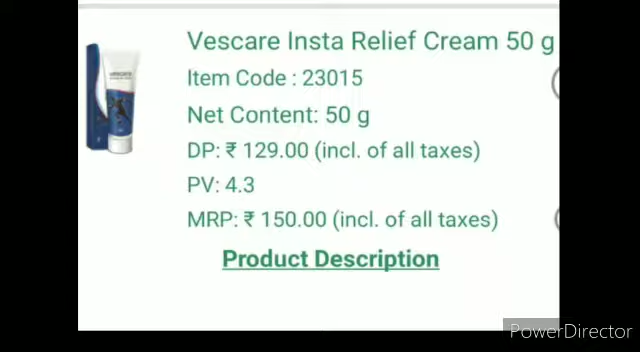 Vescare Insta Relief Cream 50 g
Item Code : 23015
Net Content: 50 g
DP: ₹ 129.00 (incl. of all taxes)
PV: 4.3
MRP: ₹ 150.00 (incl. of all taxes)
Product Description
PowerDirector